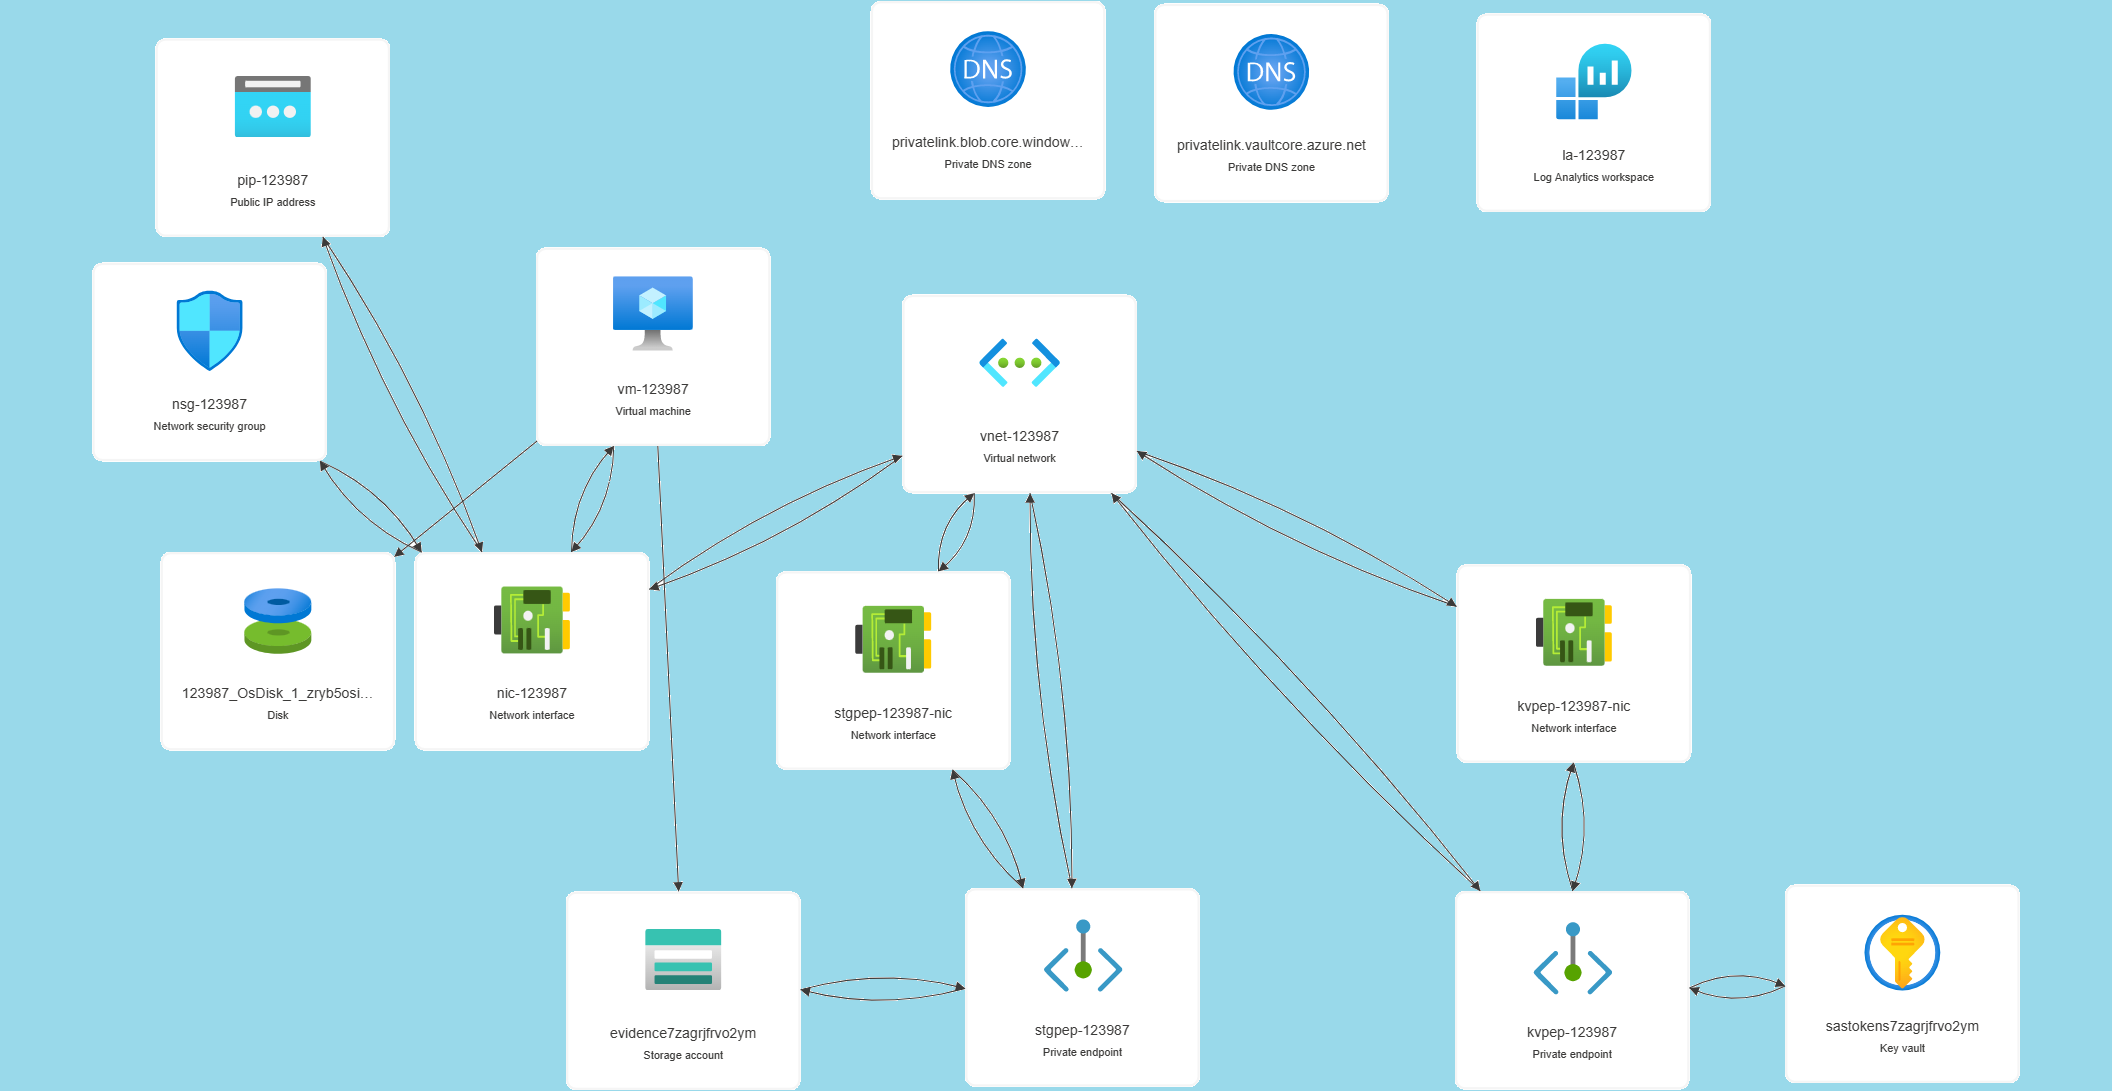 DNS
privatelink.blob.core.window...
Private DNS zone
DNS
privatelink.vaultcore.azure.net
Private DNS zone
la-123987
Log Analytics workspace
pip-123987
Public IP address
nsg-123987
Network security group
vm-123987
Virtual machine
vnet-123987
Virtual network
123987_OsDisk_1_zryb5osi...
Disk
nic-123987
Network interface
stgpep-123987-nic
Network interface
kvpep-123987-nic
Network interface
evidence7zagrjfrvo2ym
Storage account
stgpep-123987
Private endpoint
kvpep-123987
Private endpoint
sastokens7zagrjfrvo2ym
Key vault